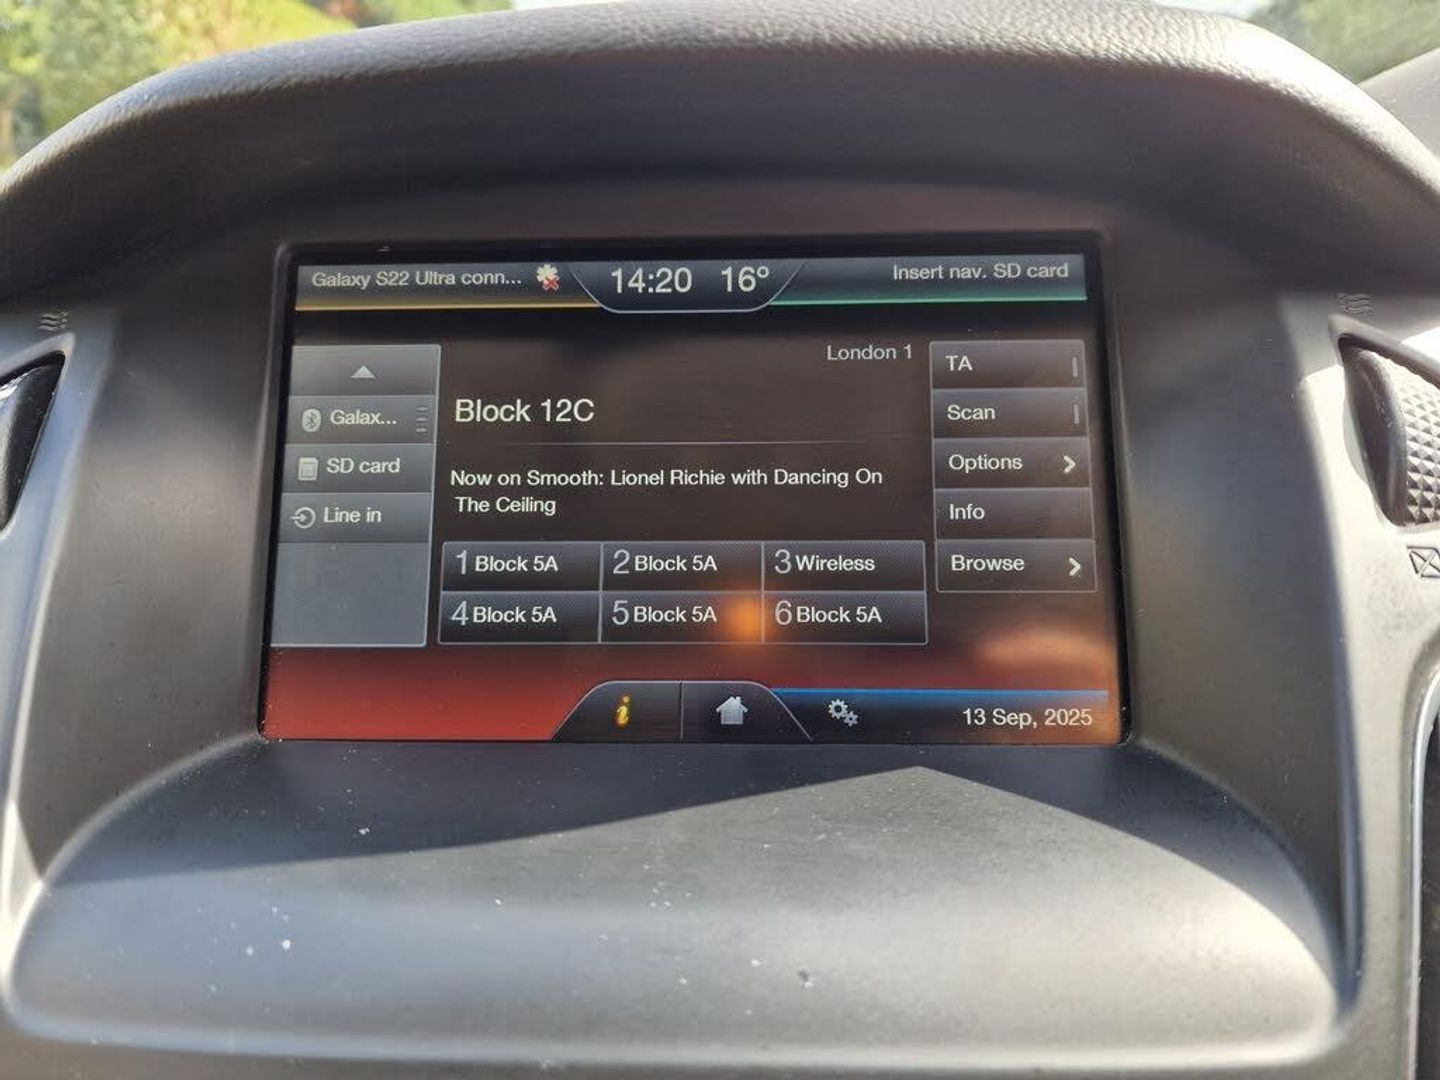 Galaxy S22 Ultra conn...
14:20 16°
Insert nav. SD card
London 1
Galax...
SD card
Line in
Block 12C
Now on Smooth: Lionel Richie with Dancing On
The Ceiling
1 Block 5A
2 Block 5A
3 Wireless
4 Block 5A
5 Block 5A
6 Block 5A
TA
Scan
Options
Info
Browse
i
13 Sep, 2025